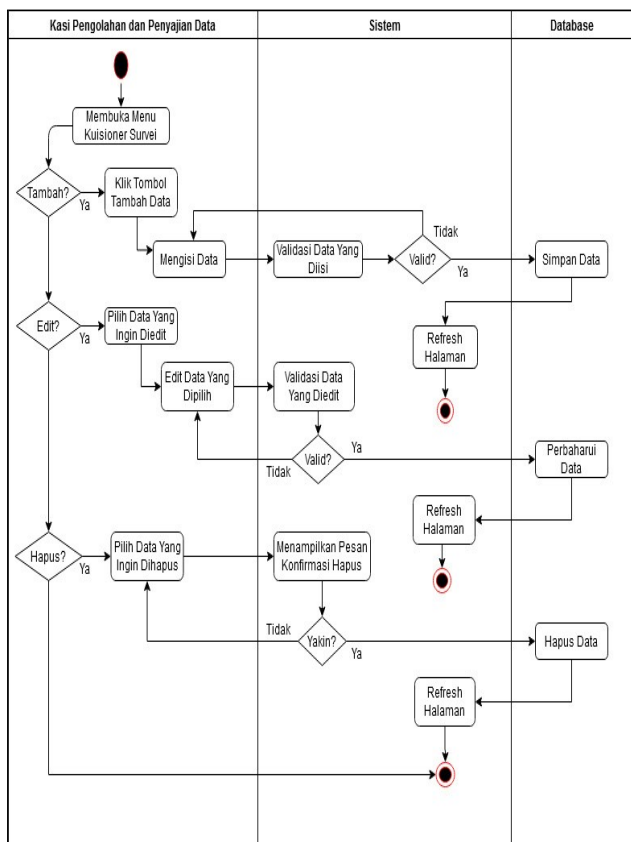 Kasi Pengolahan dan Penyajian Data
Sistem
Database
Membuka Menu
Kuisioner Survei
Tambah?
Ya
Klik Tombol
Tambah Data
Mengisi Data
Validasi Data Yang
Diisi
Valid?
Tidak
Ya
Simpan Data
Refresh
Halaman
Edit?
Ya
Pilih Data Yang
Ingin Diedit
Edit Data Yang
Dipilih
Validasi Data
Yang Diedit
Valid?
Tidak
Ya
Perbaharui
Data
Refresh
Halaman
Hapus?
Ya
Pilih Data Yang
Ingin Dihapus
Menampilkan Pesan
Konfirmasi Hapus
Yakin?
Tidak
Ya
Hapus Data
Refresh
Halaman